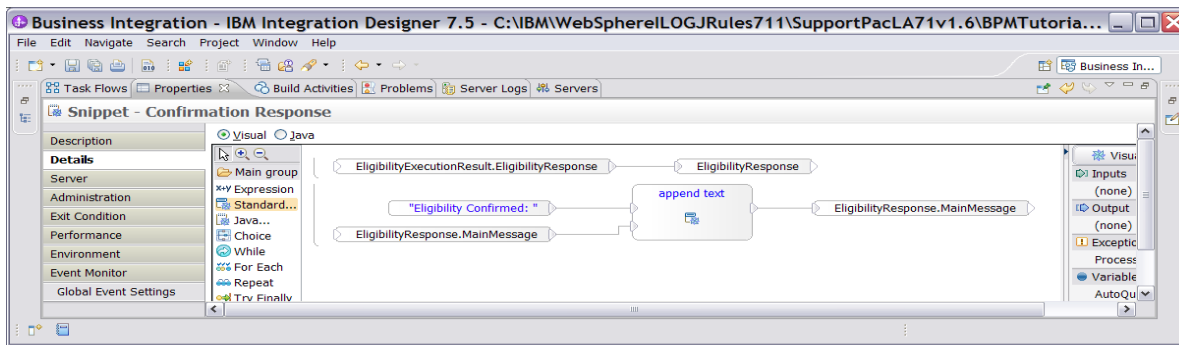 Business Integration - IBM Integration Designer 7.5 - C:\IBM\WebSphereILOGJRules711\SupportPacLA71v1.6\BPMTutoria...
File Edit Navigate Search Project Window Help
Business In...
Task Flows Properties Build Activities Problems Server Logs Servers
Snippet - Confirmation Response
Description
Details
Server
Administration
Exit Condition
Performance
Environment
Event Monitor
Global Event Settings
Visual Java
Main group
x+y Expression
Standard...
Java...
Choice
While
For Each
Repeat
Try Finally
EligibilityExecutionResult.EligibilityResponse
EligibilityResponse
append text
"Eligibility Confirmed: "
EligibilityResponse.MainMessage
EligibilityResponse.MainMessage
Visu
Inputs
(none)
Output
(none)
Exceptic
Process
Variable
AutoQu